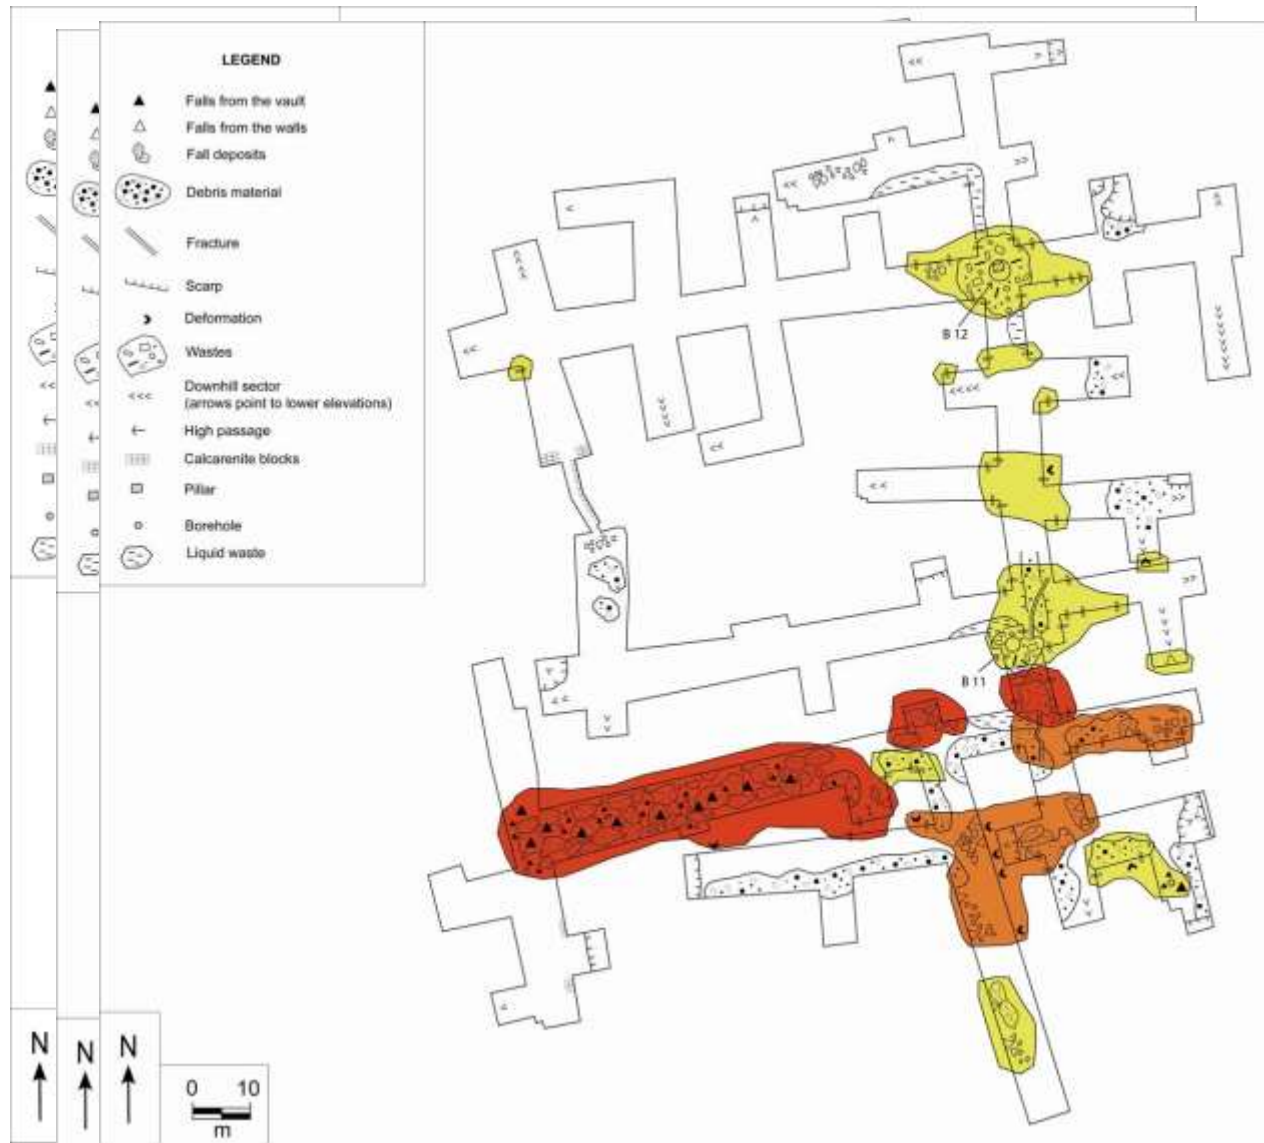 LEGEND
Falls from the vault
Falls from the walls
Fall deposits
Debris material
Fracture
Scarp
Deformation
Wastes
Downhill sector
(arrows point to lower elevations)
High passage
Calcarenite blocks
Pillar
Borehole
Liquid waste
B 12
B 11
N
N
N
0 10
m